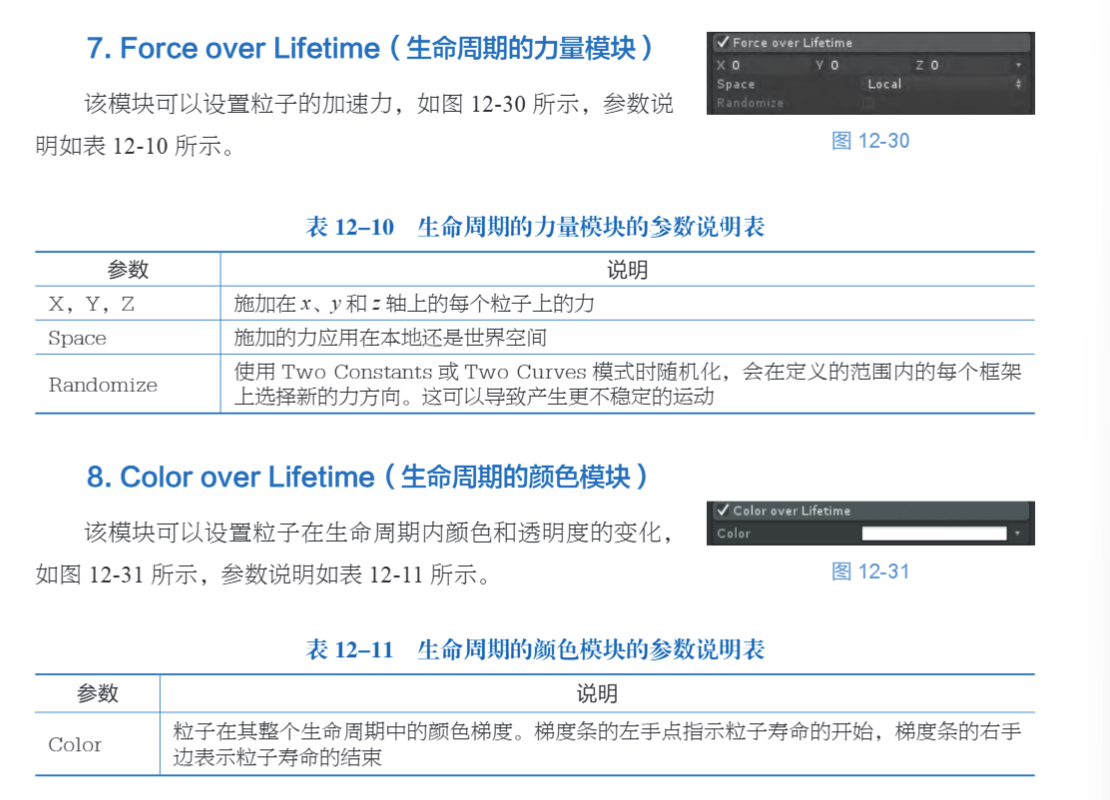 7. Force over Lifetime（生命周期的力量模块）
该模块可以设置粒子的加速力，如图 12-30 所示，参数说
明如表 12-10 所示。
Force over Lifetime
X 0 Y 0 Z 0
Space Local
Randomize
图 12-30
表 12–10 生命周期的力量模块的参数说明表
参数 说明
X，Y，Z 施加在 x、y 和 z 轴上的每个粒子上的力
Space 施加的力应用在本地还是世界空间
Randomize 使用 Two Constants 或 Two Curves 模式时随机化，会在定义的范围内的每个框架
上选择新的力方向。这可以导致产生更不稳定的运动
8. Color over Lifetime（生命周期的颜色模块）
该模块可以设置粒子在生命周期内颜色和透明度的变化，
如图 12-31 所示，参数说明如表 12-11 所示。
Color over Lifetime
Color
图 12-31
表 12–11 生命周期的颜色模块的参数说明表
参数 说明
Color 粒子在其整个生命周期中的颜色梯度。梯度条的左手点指示粒子寿命的开始，梯度条的右手
边表示粒子寿命的结束